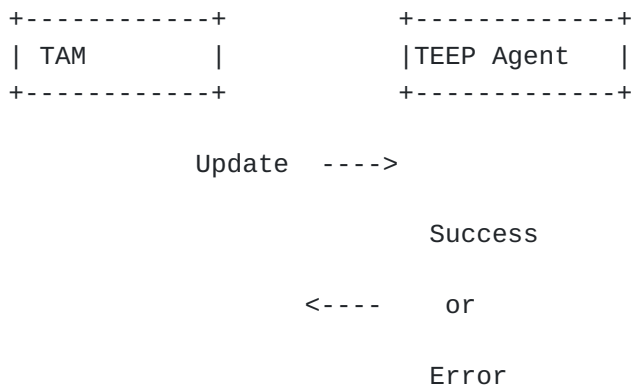 +------------+           +-------------+
| TAM        |           |TEEP Agent   |
+------------+           +-------------+
Update  ---->
Success
<----    or
Error